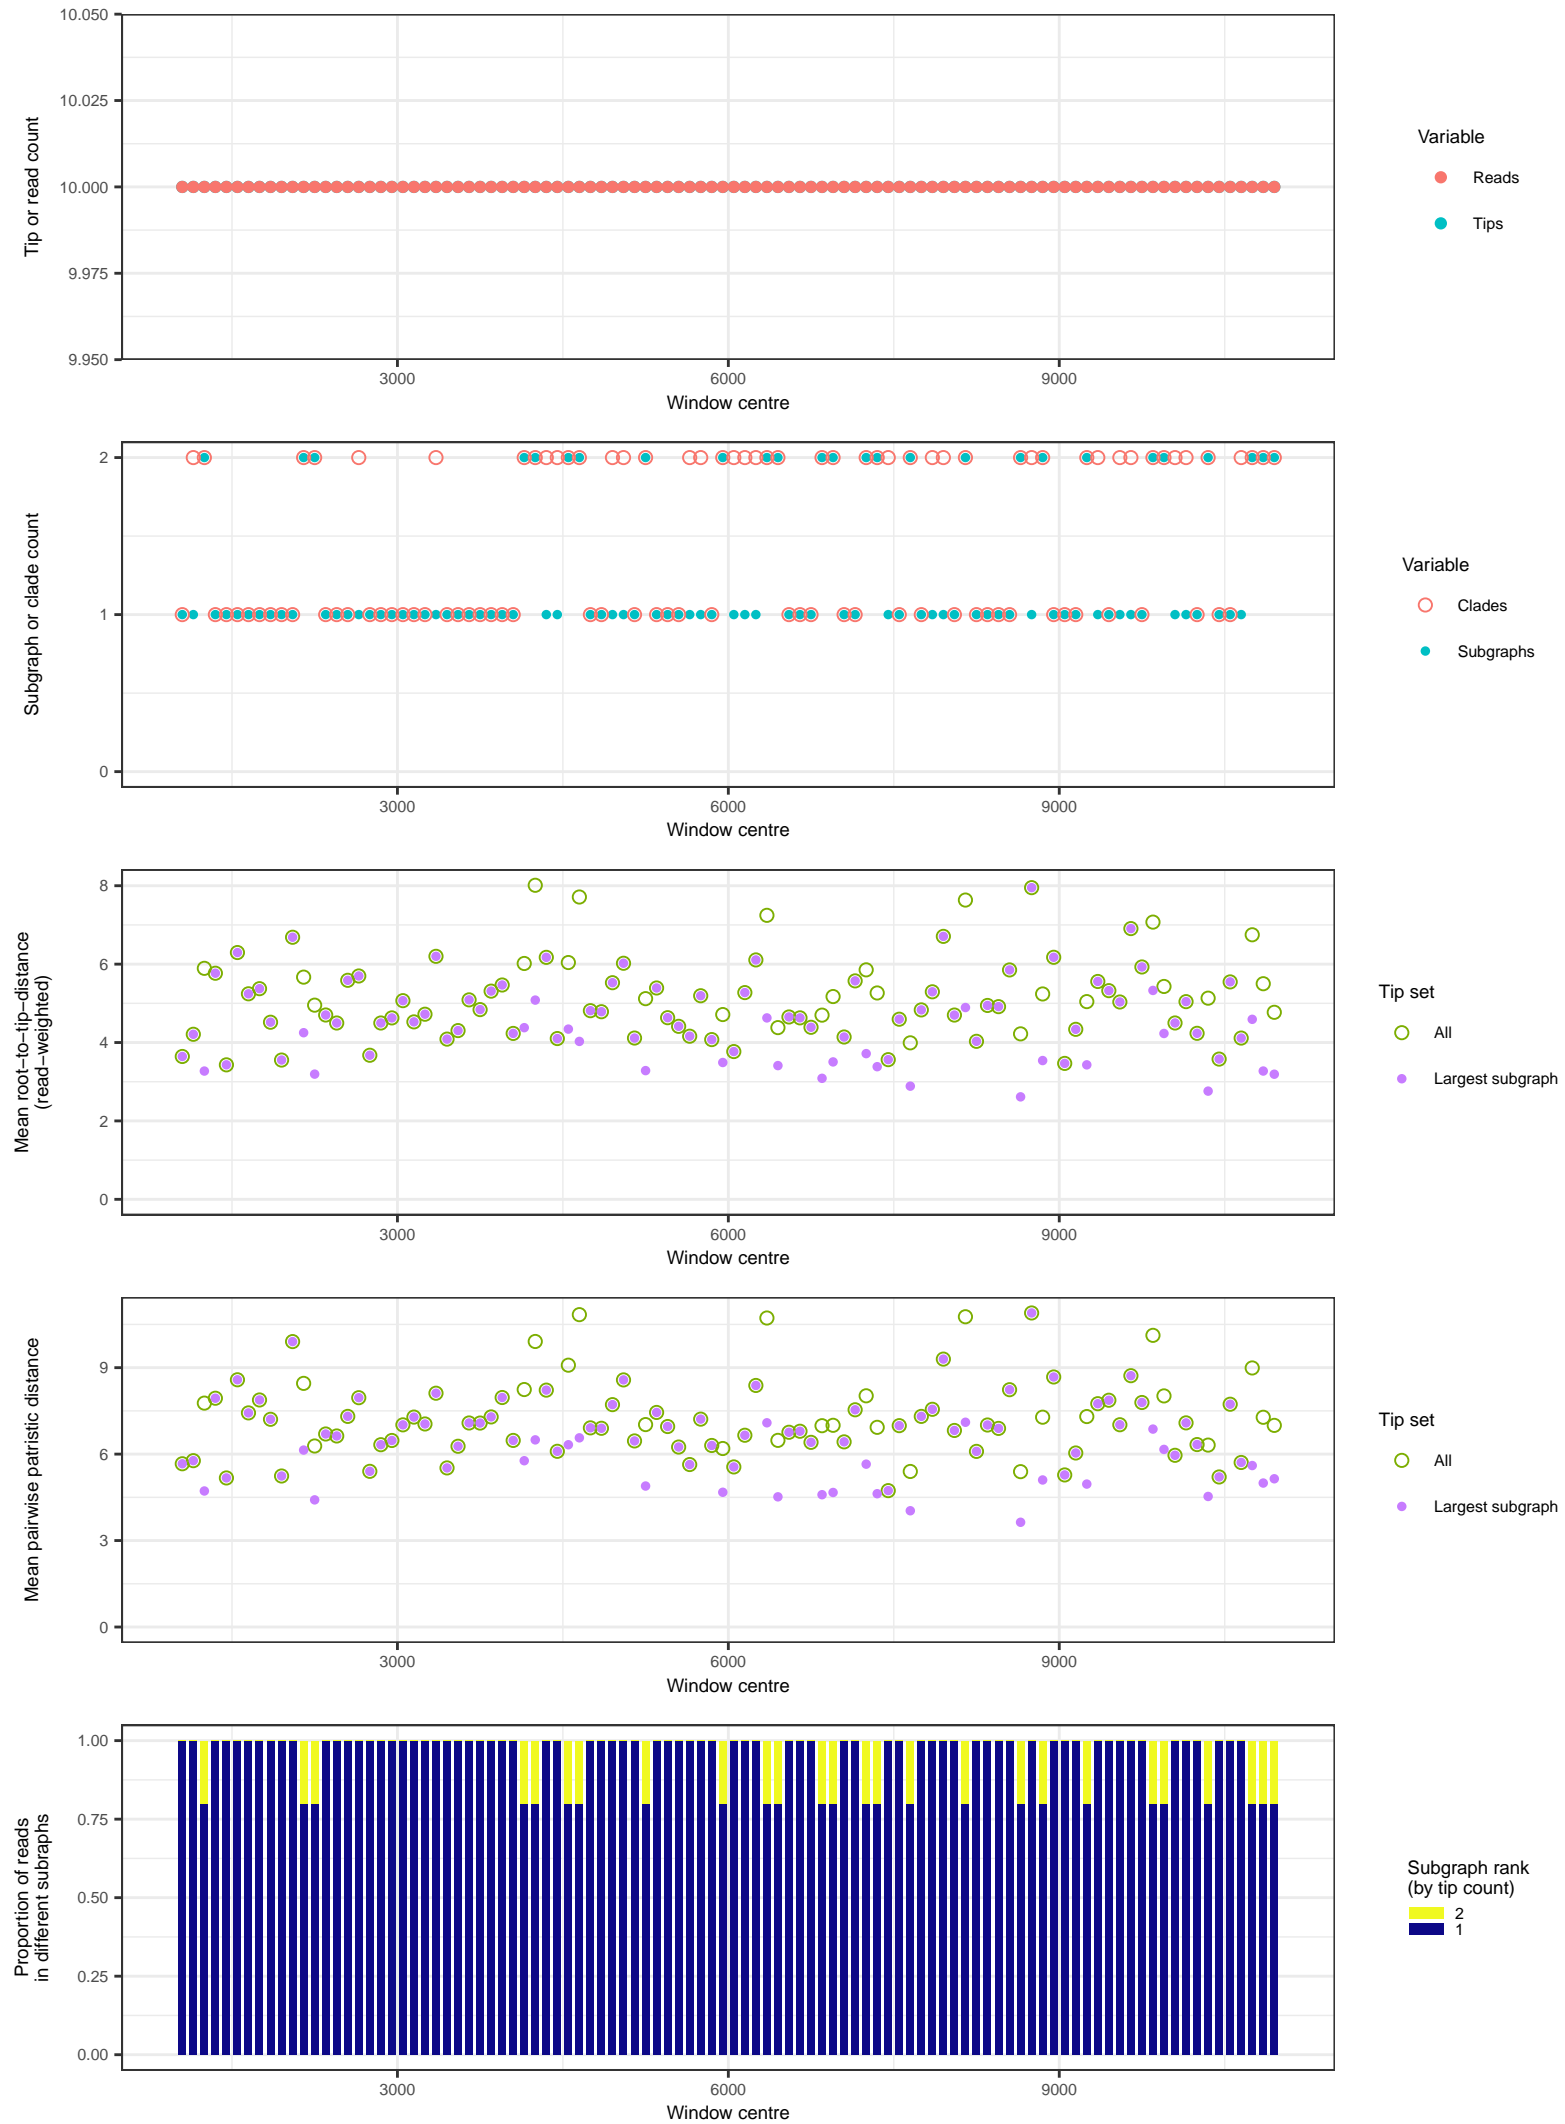 10.050
10.025
10.000
9.975
9.950
Tip or read count
3000
6000
9000
Window centre
Variable
Reads
Tips
2
1
0
Subgraph or clade count
3000
6000
9000
Window centre
Variable
Clades
Subgraphs
8
6
4
2
0
Mean root−to−tip−distance
(read−weighted)
3000
6000
9000
Window centre
Tip set
All
Largest subgraph
9
6
3
0
Mean pairwise patristic distance
3000
6000
9000
Window centre
Tip set
All
Largest subgraph
1.00
0.75
0.50
0.25
0.00
Proportion of reads
in different subraphs
3000
6000
9000
Window centre
Subgraph rank
(by tip count)
2
1